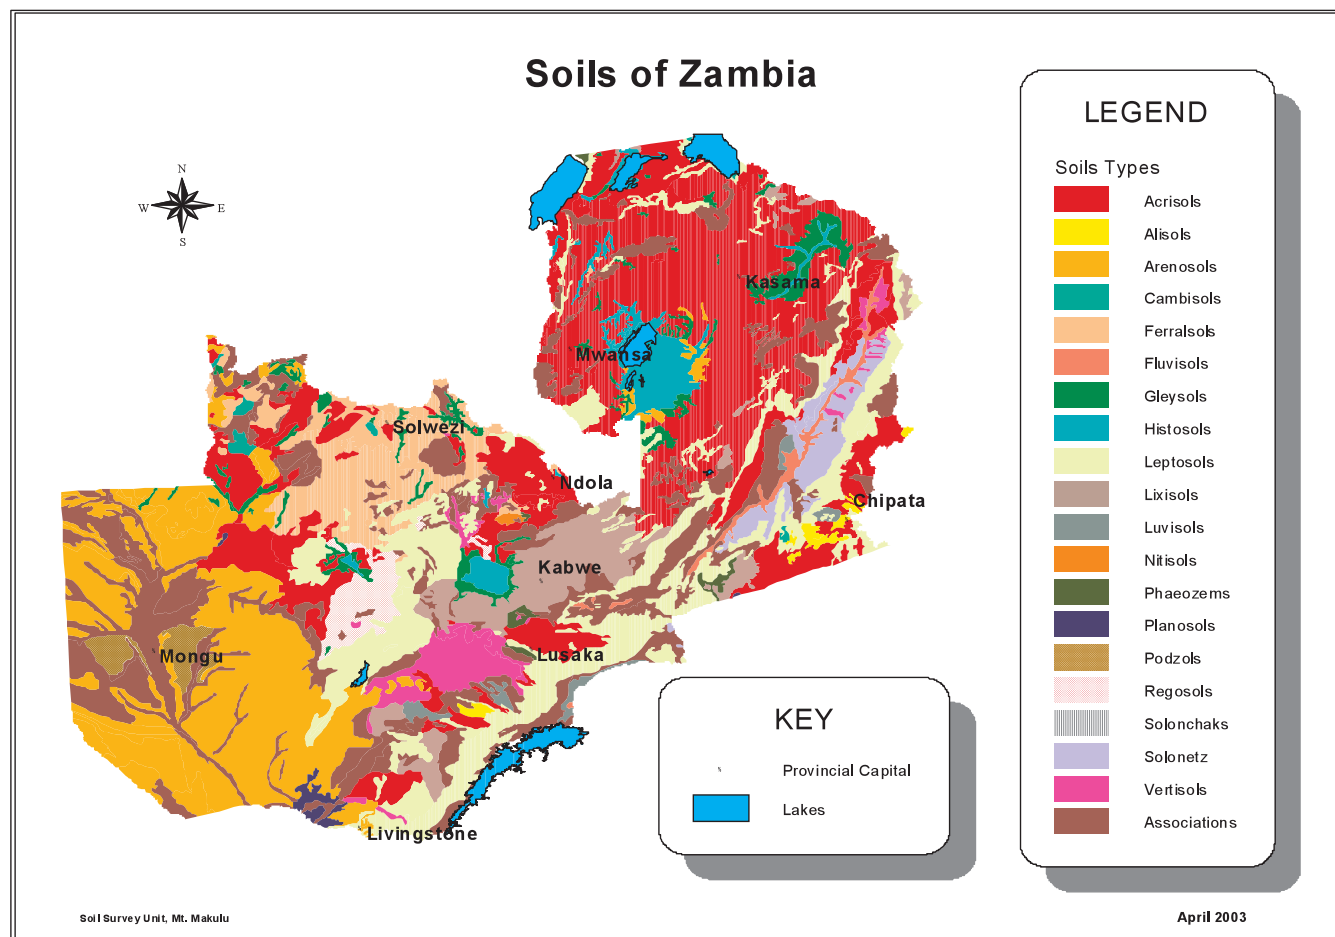 Soils of Zambia
N
W
E
S
Kasama
Mwansa
Solwezi
Ndola
Chipata
Kabwe
Mongu
Lusaka
Livingstone
LEGEND
Soils Types
Acrisols
Alisols
Arenosols
Cambisols
Ferralsols
Fluvisols
Gleysols
Histosols
Leptosols
Lixisols
Luvisols
Nitisols
Phaeozems
Planosols
Podzols
Regosols
Solonchaks
Solonetz
Vertisols
Associations
KEY
Provincial Capital
Lakes
Soil Survey Unit, Mt. Makulu
April 2003